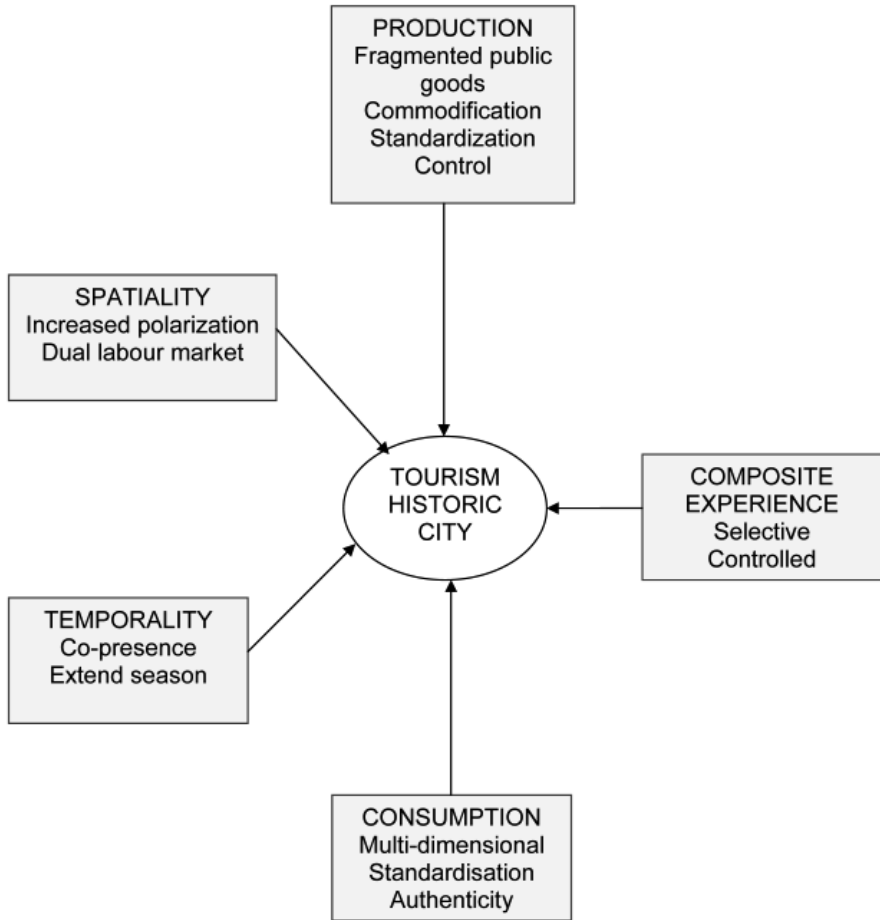 PRODUCTION
Fragmented public
goods
Commodification
Standardization
Control
SPATIALITY
Increased polarization
Dual labour market
TOURISM
HISTORIC
CITY
COMPOSITE
EXPERIENCE
Selective
Controlled
TEMPORALITY
Co-presence
Extend season
CONSUMPTION
Multi-dimensional
Standardisation
Authenticity